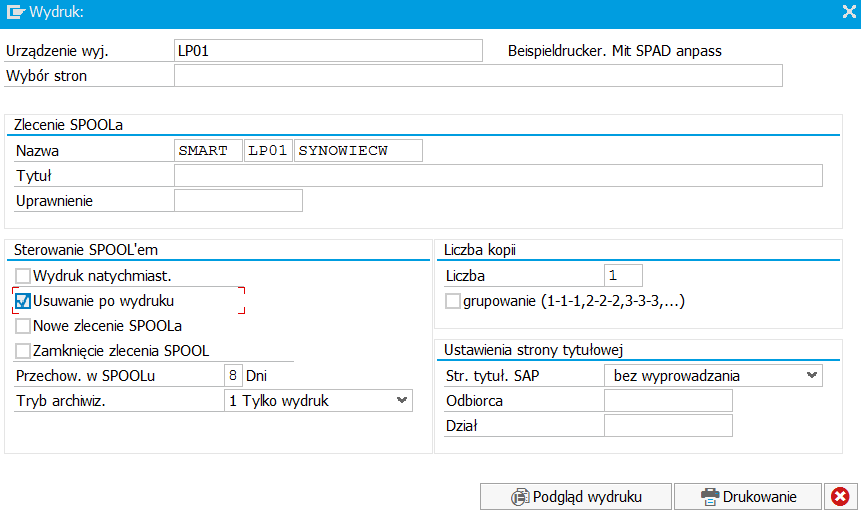 Wydruk:
Urządzenie wyj. LP01 Beispieldrucker. Mit SPAD anpass
Wybór stron
Zlecenie SPOOLa
Nazwa SMART LP01 SYNOWIECW
Tytuł
Uprawnienie
Sterowanie SPOOL'em
Wydruk natychmiast.
Usuwanie po wydruku
Nowe zlecenie SPOOLa
Zamknięcie zlecenia SPOOL
Przechow. w SPOOLu 8 Dni
Tryb archiwiz. 1 Tylko wydruk
Liczba kopii
Liczba 1
grupowanie (1-1-1,2-2-2,3-3-3,...)
Ustawienia strony tytułowej
Str. tytuł. SAP bez wyprowadzania
Odbiorca
Dział
Podgląd wydruku Drukowanie